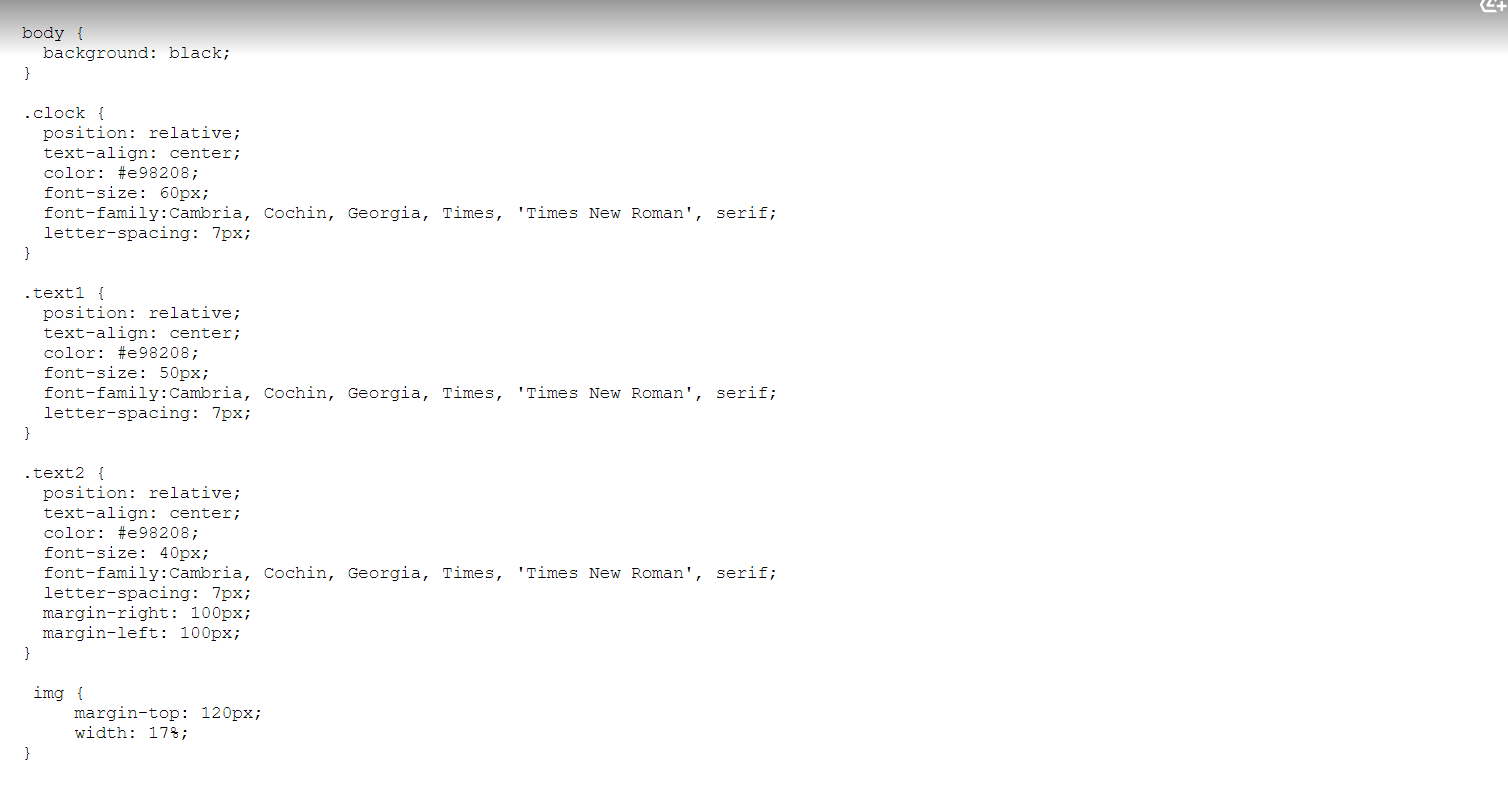 body {
  background: black;
}

.clock {
  position: relative;
  text-align: center;
  color: #e98208;
  font-size: 60px;
  font-family:Cambria, Cochin, Georgia, Times, 'Times New Roman', serif;
  letter-spacing: 7px;
}

.text1 {
  position: relative;
  text-align: center;
  color: #e98208;
  font-size: 50px;
  font-family:Cambria, Cochin, Georgia, Times, 'Times New Roman', serif;
  letter-spacing: 7px;
}

.text2 {
  position: relative;
  text-align: center;
  color: #e98208;
  font-size: 40px;
  font-family:Cambria, Cochin, Georgia, Times, 'Times New Roman', serif;
  letter-spacing: 7px;
  margin-right: 100px;
  margin-left: 100px;
}

 img {
     margin-top: 120px;
     width: 17%;
}